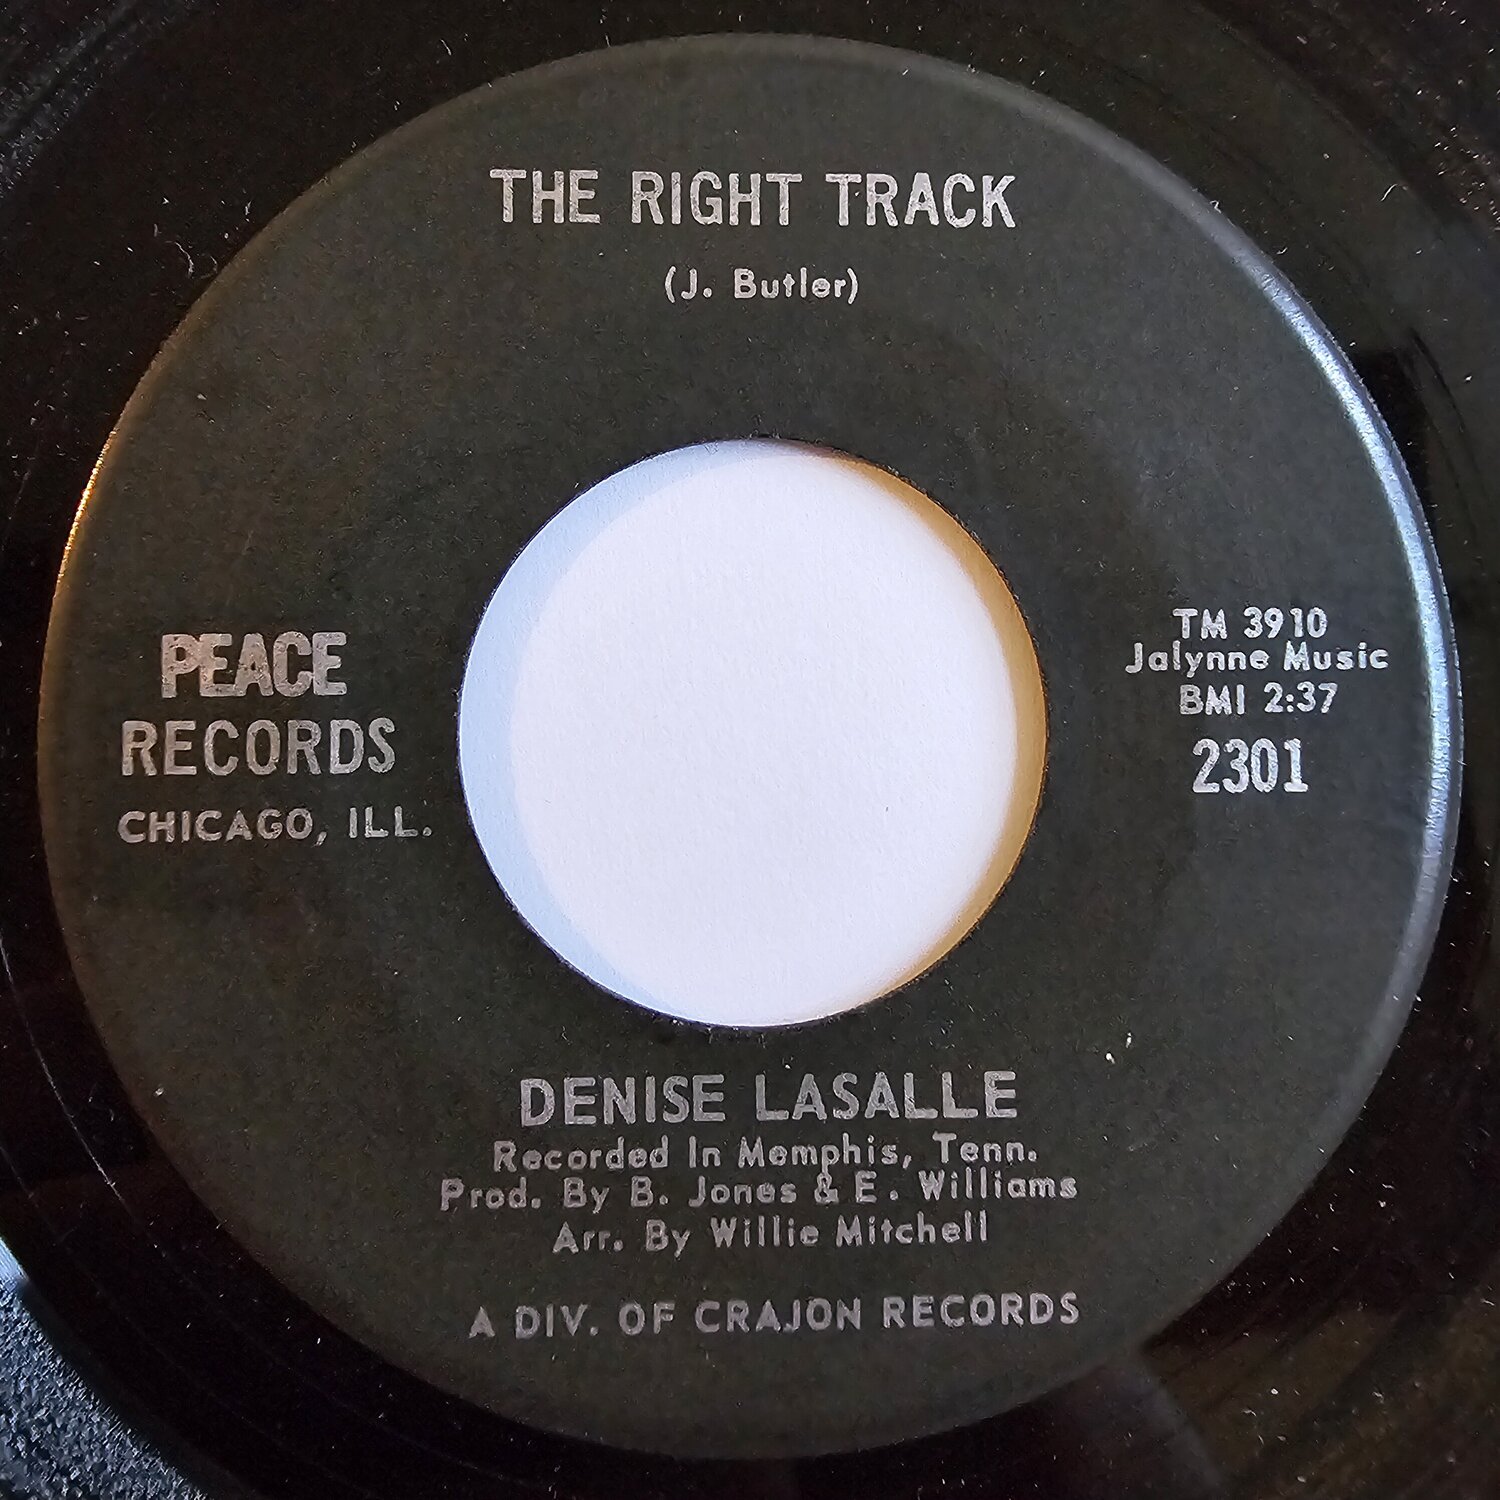 THE RIGHT TRACK
(J. Butler)
PEACE
RECORDS
CHICAGO, ILL.
TM 3910
Jalynne Music
BMI 2:37
2301
DENISE LASALLE
Recorded In Memphis, Tenn.
Prod. By B. Jones & E. Williams
Arr. By Willie Mitchell
A DIV. OF CRAJON RECORDS